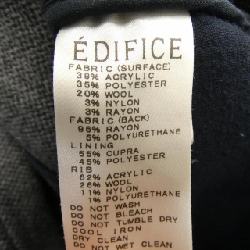 ÉDIFICE
FABRIC (SURFACE)
39% ACRYLIC
35% POLYESTER
20% WOOL
3% NYLON
3% RAYON
FABRIC (BACK)
95% RAYON
5% POLYURETHANE
LINING
55% CUPRA
45% POLYESTER
RIB
62% ACRYLIC
26% WOOL
11% NYLON
1% POLYURETHANE
DO NOT WASH
DO NOT BLEACH
DO NOT TUMBLE DRY
COOL IRON
DRY CLEAN
DO NOT WET CLEAN